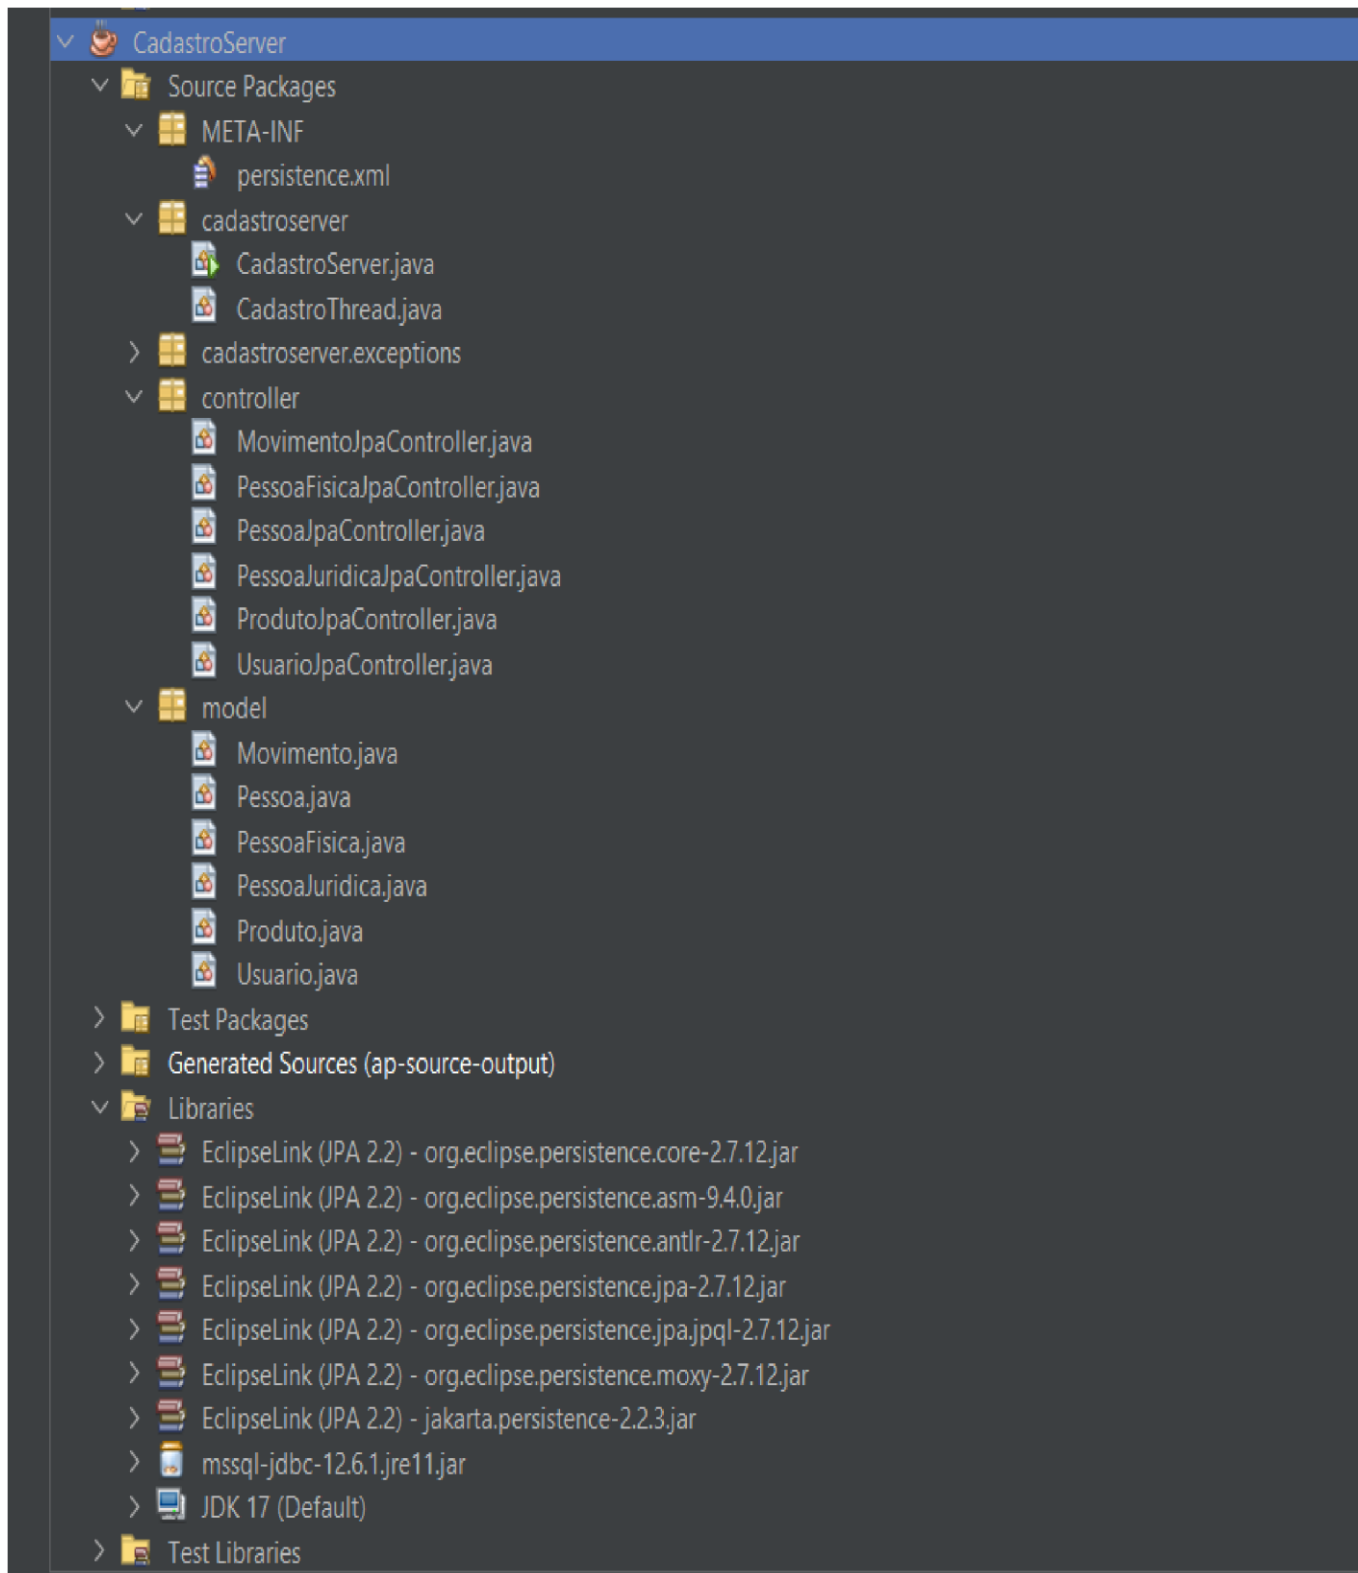 CadastroServer
Source Packages
META-INF
persistence.xml
cadastroserver
CadastroServer.java
CadastroThread.java
cadastroserver.exceptions
controller
MovimentoJpaController.java
PessoaFisicaJpaController.java
PessoaJpaController.java
PessoaJuridicaJpaController.java
ProdutoJpaController.java
UsuarioJpaController.java
model
Movimento.java
Pessoa.java
PessoaFisica.java
PessoaJuridica.java
Produto.java
Usuario.java
Test Packages
Generated Sources (ap-source-output)
Libraries
EclipseLink (JPA 2.2) - org.eclipse.persistence.core-2.7.12.jar
EclipseLink (JPA 2.2) - org.eclipse.persistence.asm-9.4.0.jar
EclipseLink (JPA 2.2) - org.eclipse.persistence.antlr-2.7.12.jar
EclipseLink (JPA 2.2) - org.eclipse.persistence.jpa-2.7.12.jar
EclipseLink (JPA 2.2) - org.eclipse.persistence.jpa.jpql-2.7.12.jar
EclipseLink (JPA 2.2) - org.eclipse.persistence.moxy-2.7.12.jar
EclipseLink (JPA 2.2) - jakarta.persistence-2.2.3.jar
mssql-jdbc-12.6.1.jre11.jar
JDK 17 (Default)
Test Libraries